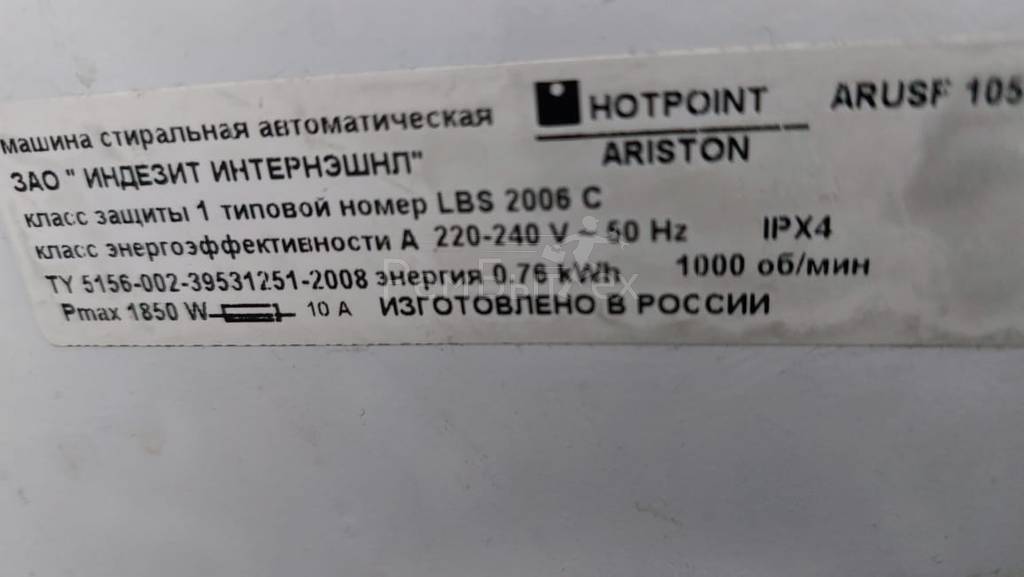 машина стиральная автоматическая
HOTPOINT
ARUSF 105
ARISTON
ЗАО " ИНДЕЗИТ ИНТЕРНЭШНЛ"
класс защиты 1 типовой номер LBS 2006 C
класс энергоэффективности А 220-240 V ~ 50 Hz IPX4
ТУ 5156-002-39531251-2008 энергия 0.76 kWh 1000 об/мин
Pmax 1850 W 10 A ИЗГОТОВЛЕНО В РОССИИ